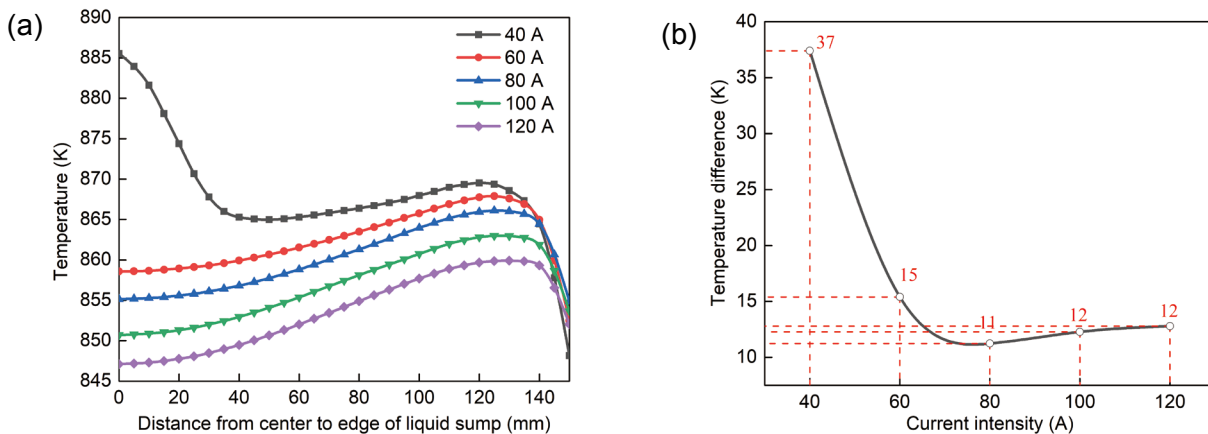 (a)
890
885
880
875
870
865
860
855
850
845
Temperature (K)
40 A
60 A
80 A
100 A
120 A
0 20 40 60 80 100 120 140
Distance from center to edge of liquid sump (mm)
(b)
40
35
30
25
20
15
10
Temperature difference (K)
37
15
11
12
12
40 60 80 100 120
Current intensity (A)